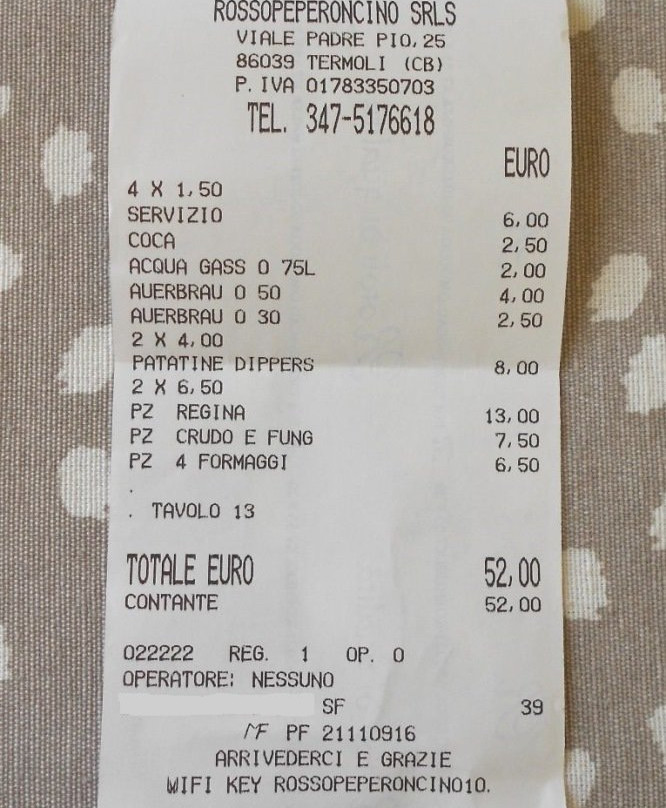 ROSSOPEPERONCINO SRLS
VIALE PADRE PIO,25
86039 TERMOLI (CB)
P.IVA 01783350703
TEL. 347-5176618
EURO
4 X 1,50
SERVIZIO 6,00
COCA 2,50
ACQUA GASS 0 75L 2,00
AUERBRAU 0 50 4,00
AUERBRAU 0 30 2,50
2 X 4,00
PATATINE DIPPERS 8,00
2 X 6,50
PZ REGINA 13,00
PZ CRUDO E FUNG 7,50
PZ 4 FORMAGGI 6,50
.
. TAVOLO 13
TOTALE EURO 52,00
CONTANTE 52,00
022222 REG. 1 OP. 0
OPERATORE: NESSUNO
SF 39
MF PF 21110916
ARRIVEDERCI E GRAZIE
WIFI KEY ROSSOPEPERONCINO10.